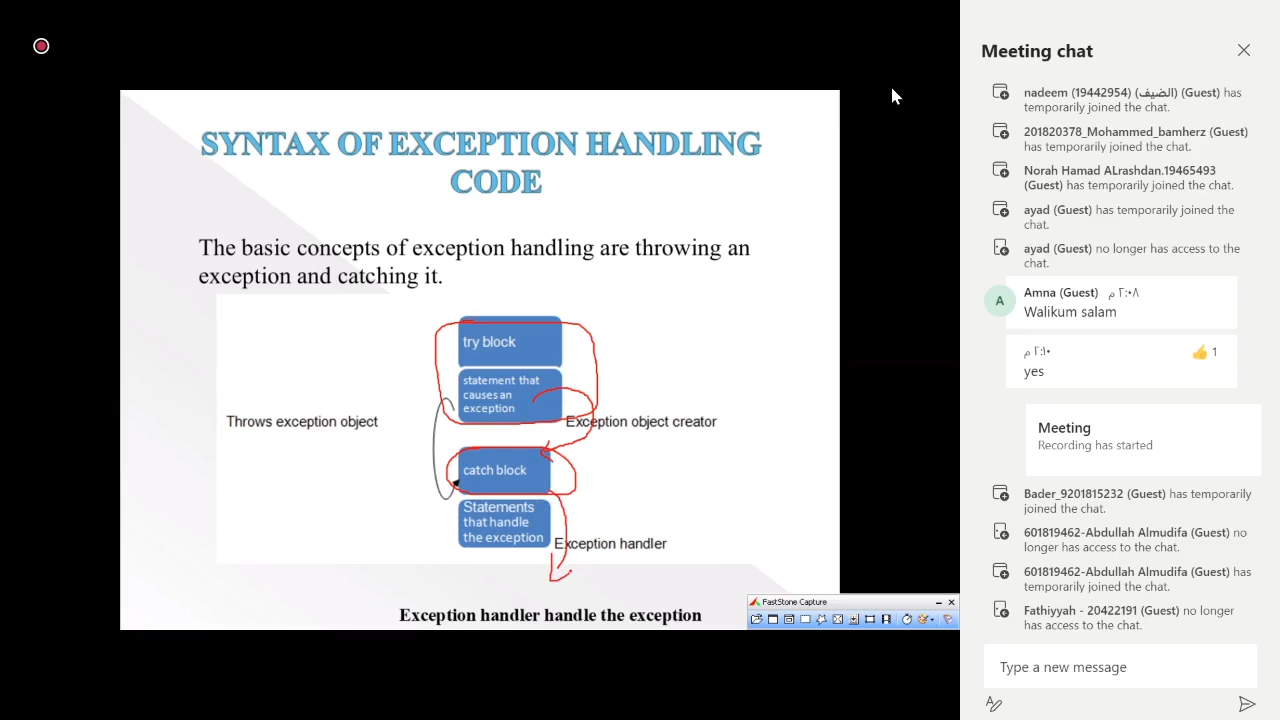 SYNTAX OF EXCEPTION HANDLING
CODE
The basic concepts of exception handling are throwing an
exception and catching it.
try block
statement that
causes an
exception
Throws exception object
Exception object creator
catch block
Statements
that handle
the exception
Exception handler
Exception handler handle the exception
FastStone Capture
Meeting chat
nadeem (19442954) (الضيف) (Guest) has
temporarily joined the chat.
201820378_Mohammed_bamherz (Guest)
has temporarily joined the chat.
Norah Hamad ALrashdan.19465493
(Guest) has temporarily joined the chat.
ayad (Guest) has temporarily joined the
chat.
ayad (Guest) no longer has access to the
chat.
A
Amna (Guest) ٢:٠٨ م
Walikum salam
٢:١٠ م
👍 1
yes
Meeting
Recording has started
Bader_9201815232 (Guest) has temporarily
joined the chat.
601819462-Abdullah Almudifa (Guest) no
longer has access to the chat.
601819462-Abdullah Almudifa (Guest) has
temporarily joined the chat.
Fathiyyah - 20422191 (Guest) no longer
has access to the chat.
Type a new message